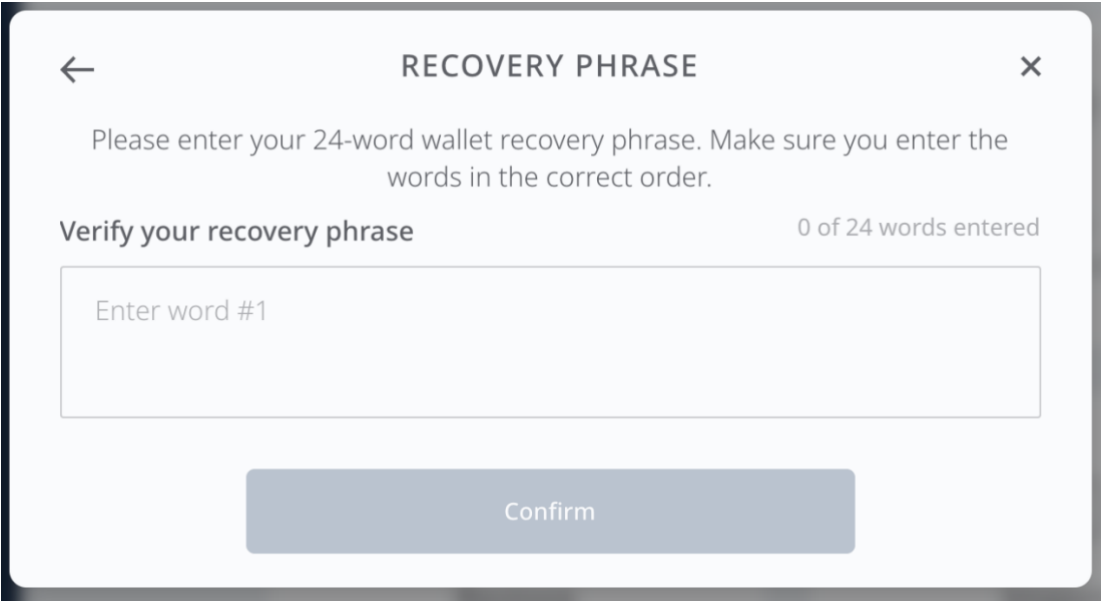 RECOVERY PHRASE
Please enter your 24-word wallet recovery phrase. Make sure you enter the
words in the correct order.
Verify your recovery phrase
0 of 24 words entered
Enter word #1
Confirm